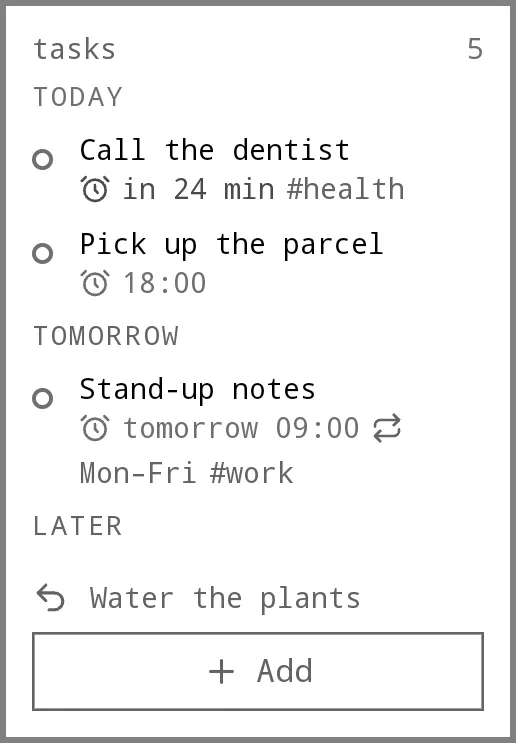 tasks 5
TODAY
Call the dentist
in 24 min #health
Pick up the parcel
18:00
TOMORROW
Stand-up notes
tomorrow 09:00
Mon-Fri #work
LATER
Water the plants
+ Add